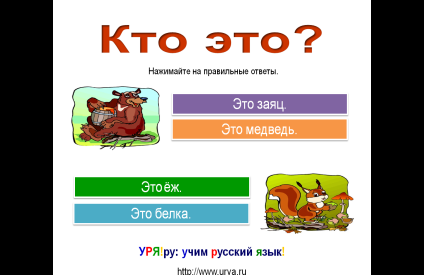 Кто это?
Нажимайте на правильные ответы.
Это заяц.
Это медведь.
Это ёж.
Это белка.
УРЯ!ру: учим русский язык!
http://www.urya.ru